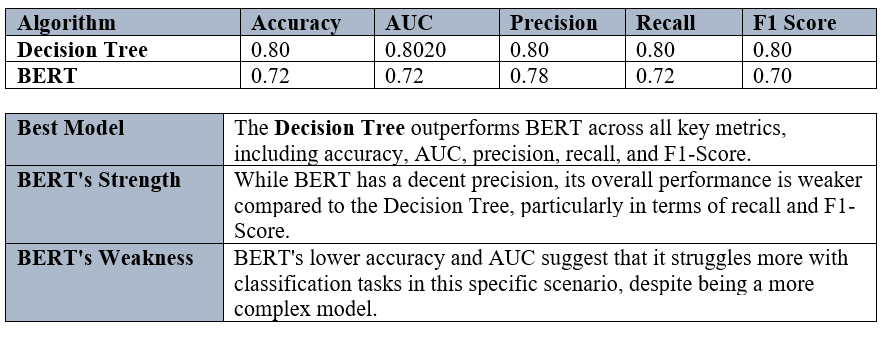 Algorithm Accuracy AUC Precision Recall F1 Score
Decision Tree 0.80 0.8020 0.80 0.80 0.80
BERT 0.72 0.72 0.78 0.72 0.70
Best Model The Decision Tree outperforms BERT across all key metrics,
including accuracy, AUC, precision, recall, and F1-Score.
BERT's Strength While BERT has a decent precision, its overall performance is weaker
compared to the Decision Tree, particularly in terms of recall and F1-
Score.
BERT's Weakness BERT's lower accuracy and AUC suggest that it struggles more with
classification tasks in this specific scenario, despite being a more
complex model.